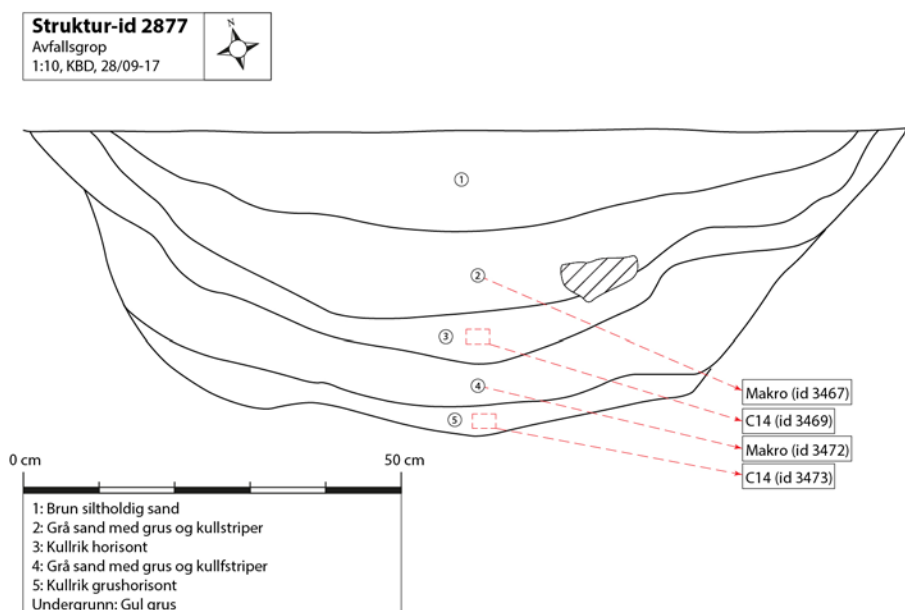 Struktur-id 2877
Avfallsgrop
1:10, KBD, 28/09-17
N
1
2
3
4
5
Makro (id 3467)
C14 (id 3469)
Makro (id 3472)
C14 (id 3473)
0 cm
50 cm
1: Brun siltholdig sand
2: Grå sand med grus og kullstriper
3: Kullrik horisont
4: Grå sand med grus og kullfstriper
5: Kullrik grushorisont
Undergrunn: Gul grus